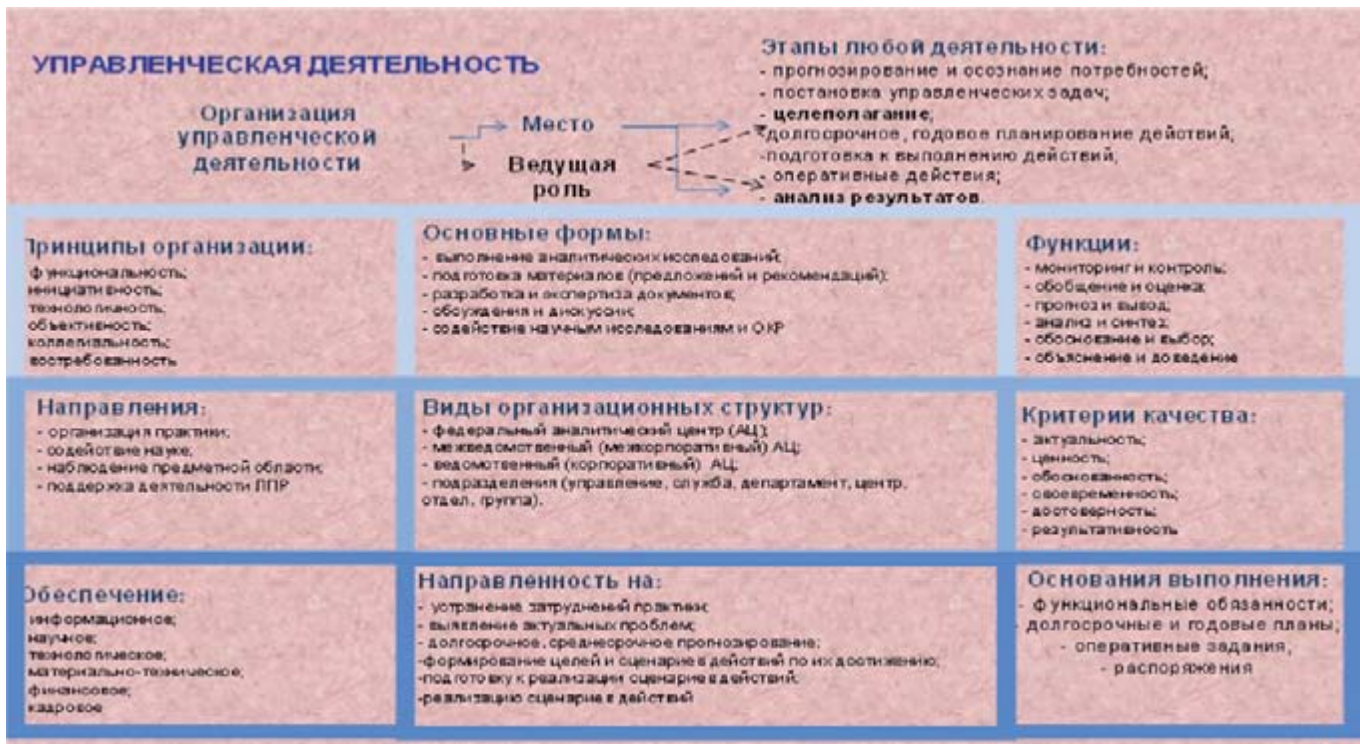 УПРАВЛЕНЧЕСКАЯ ДЕЯТЕЛЬНОСТЬ
Организация
управленческой
деятельности
Место
Ведущая
роль
Этапы любой деятельности:
- прогнозирование и осознание потребностей;
- постановка управленческих задач;
- целеполагание;
-долгосрочное, годовое планирование действий;
-подготовка к выполнению действий;
- оперативные действия;
- анализ результатов.
Принципы организации:
функциональность;
инициативность;
технологичность;
объективность;
коллегиальность;
востребованность
Основные формы:
- выполнение аналитических исследований;
- подготовка материалов (предложений и рекомендаций);
- разработка и экспертиза документов;
- обсуждения и дискуссии;
- содействие научным исследованиям и ОКР
Функции:
- мониторинг и контроль;
- обобщение и оценка;
- прогноз и вывод;
- анализ и синтез;
- обоснование и выбор;
- объяснение и доведение
Направления:
- организация практики;
- содействие науке;
- наблюдение предметной области;
- поддержка деятельности ЛПР
Виды организационных структур:
- федеральный аналитический центр (АЦ);
- межведомственный (межкорпоративный) АЦ;
- ведомственный (корпоративный) АЦ;
- подразделения (управление, служба, департамент, центр,
отдел, группа).
Критерии качества:
- актуальность;
- ценность;
- обоснованность;
- своевременность;
- достоверность;
- результативность
Обеспечение:
информационное;
научное;
технологическое;
материально-техническое;
финансовое;
кадровое
Направленность на:
- устранение затруднений практики;
- выявление актуальных проблем;
- долгосрочное, среднесрочное прогнозирование;
-формирование целей и сценариев действий по их достижению;
-подготовку к реализации сценариев действий;
-реализацию сценариев действий
Основания выполнения:
- функциональные обязанности;
- долгосрочные и годовые планы;
- оперативные задания,
- распоряжения